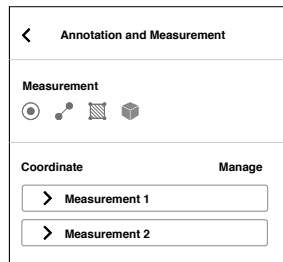 Annotation and Measurement
Measurement
Coordinate Manage
Measurement 1
Measurement 2